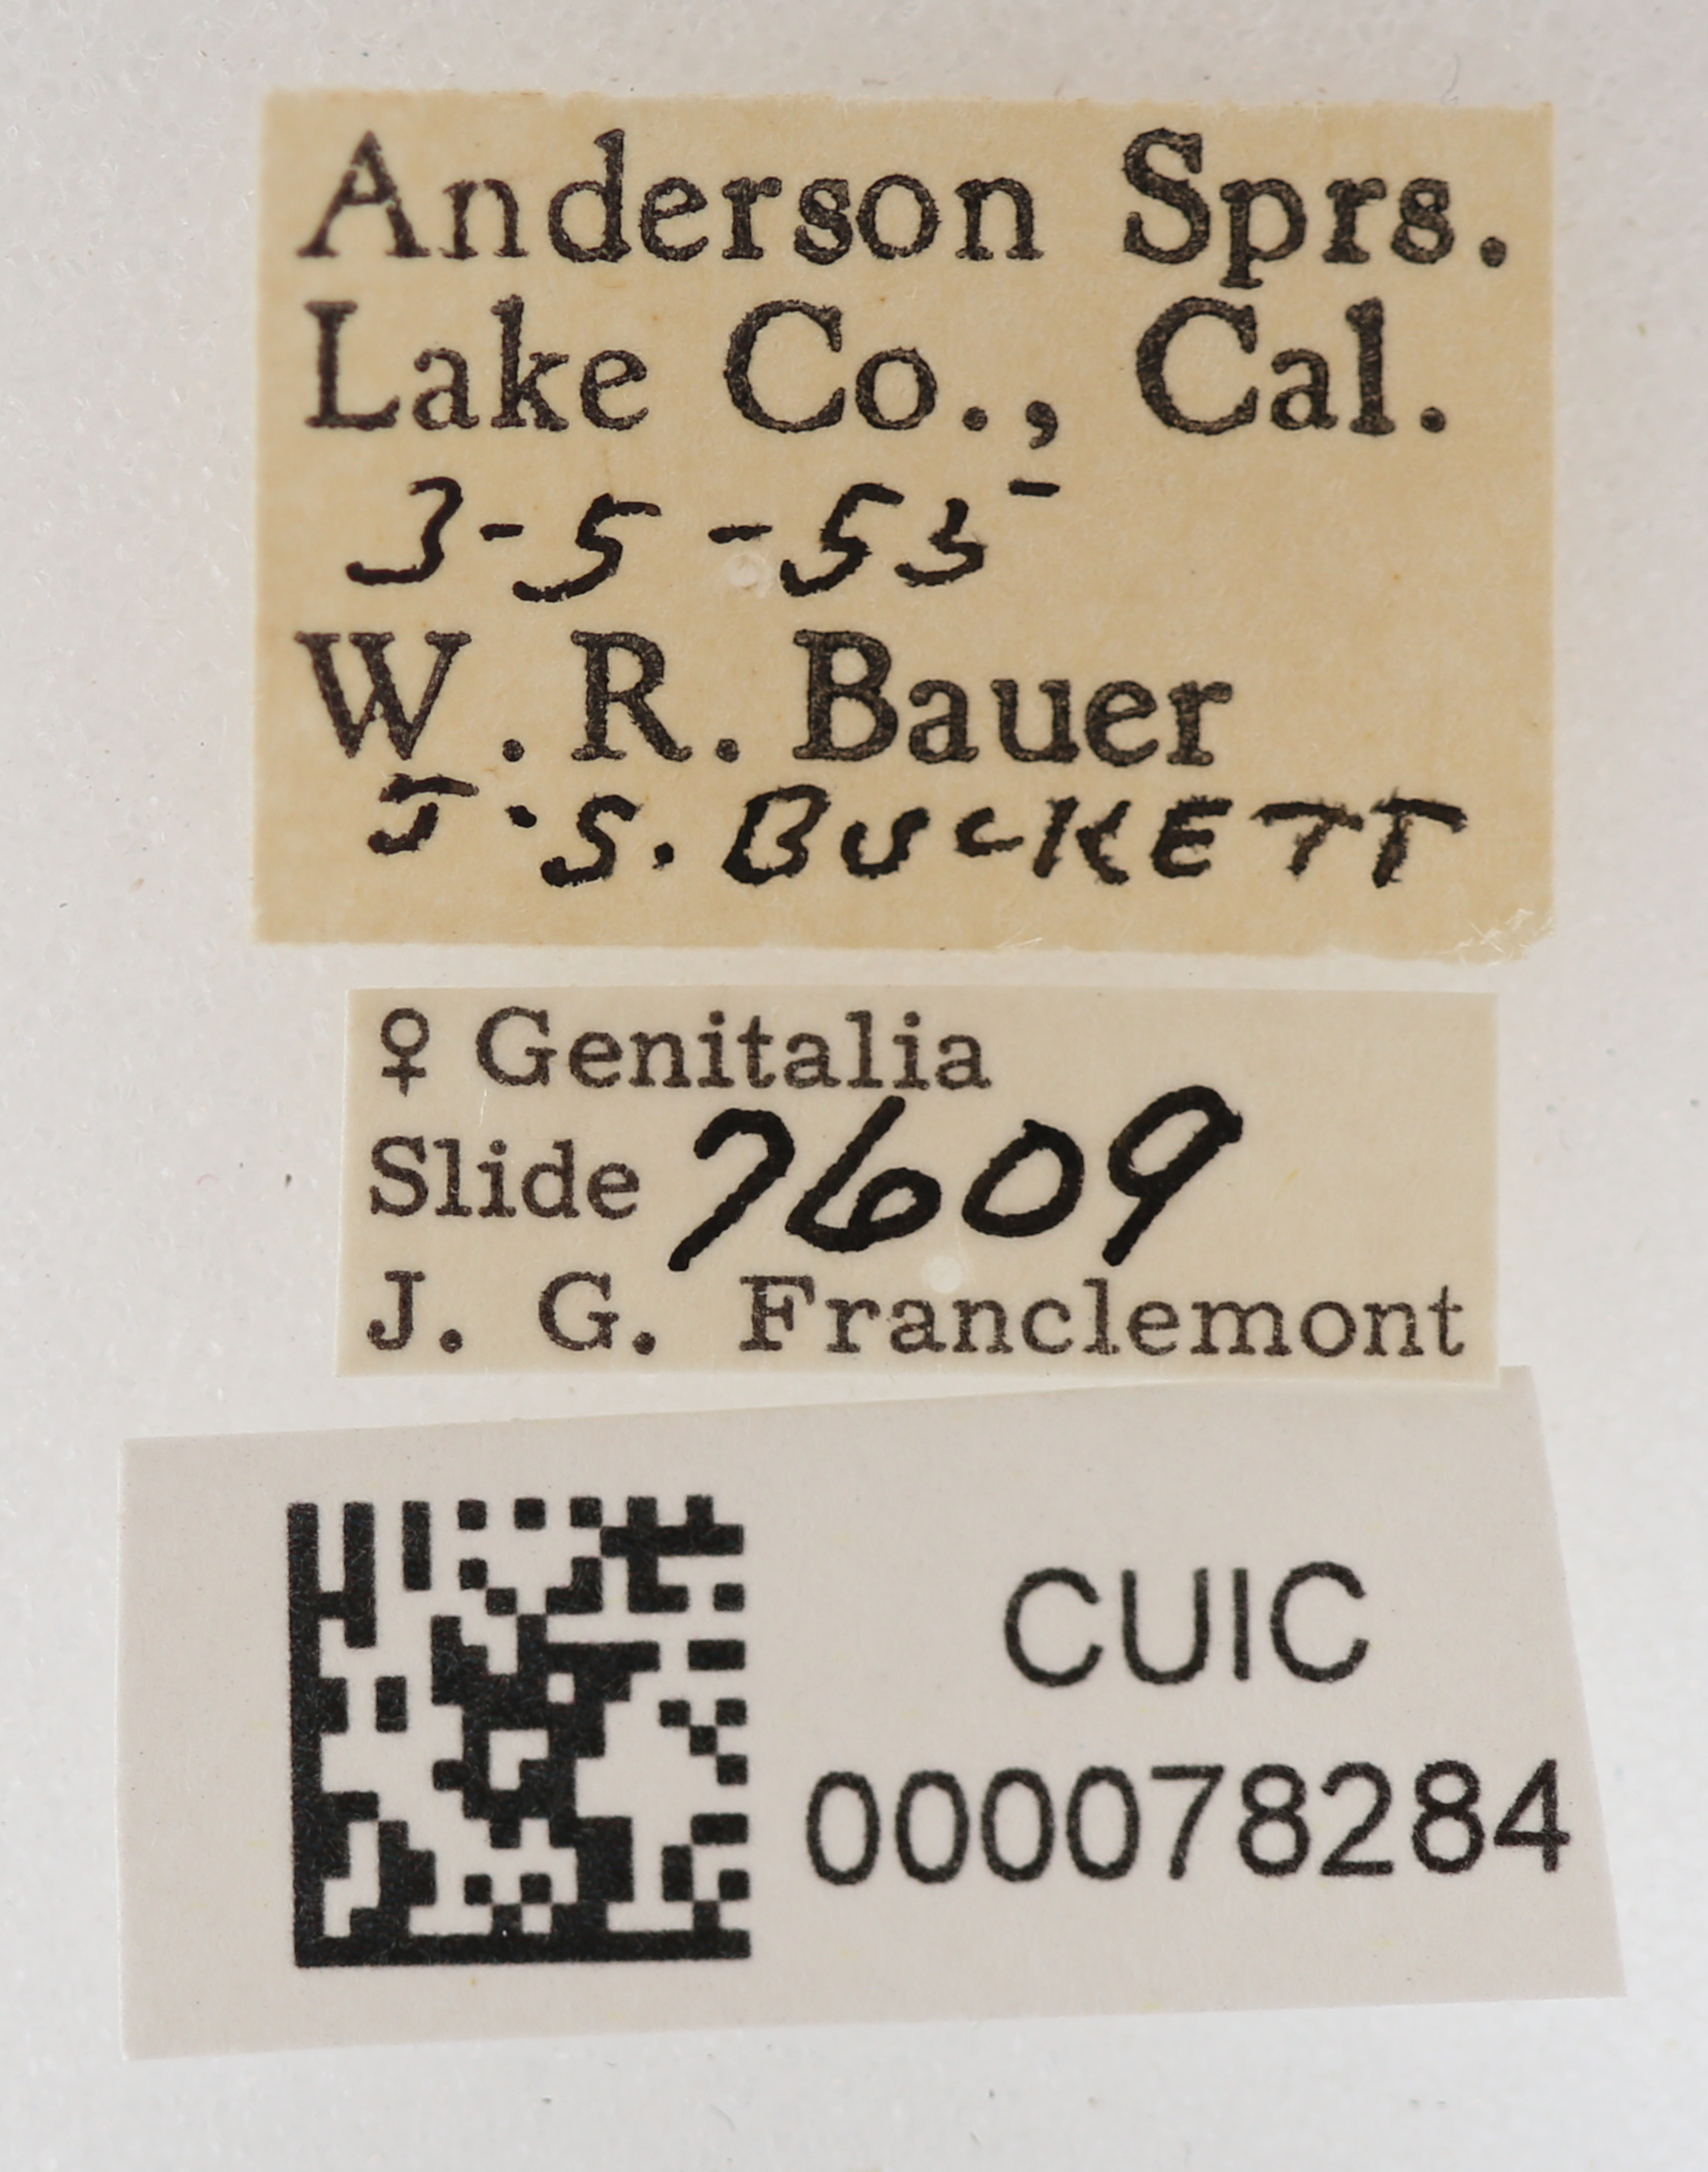 Anderson Sprs.
Lake Co., Cal.
3-5-55
W. R. Bauer
J. S. BUCKETT
♀ Genitalia
Slide 7609
J. G. Franclemont
CUIC
000078284